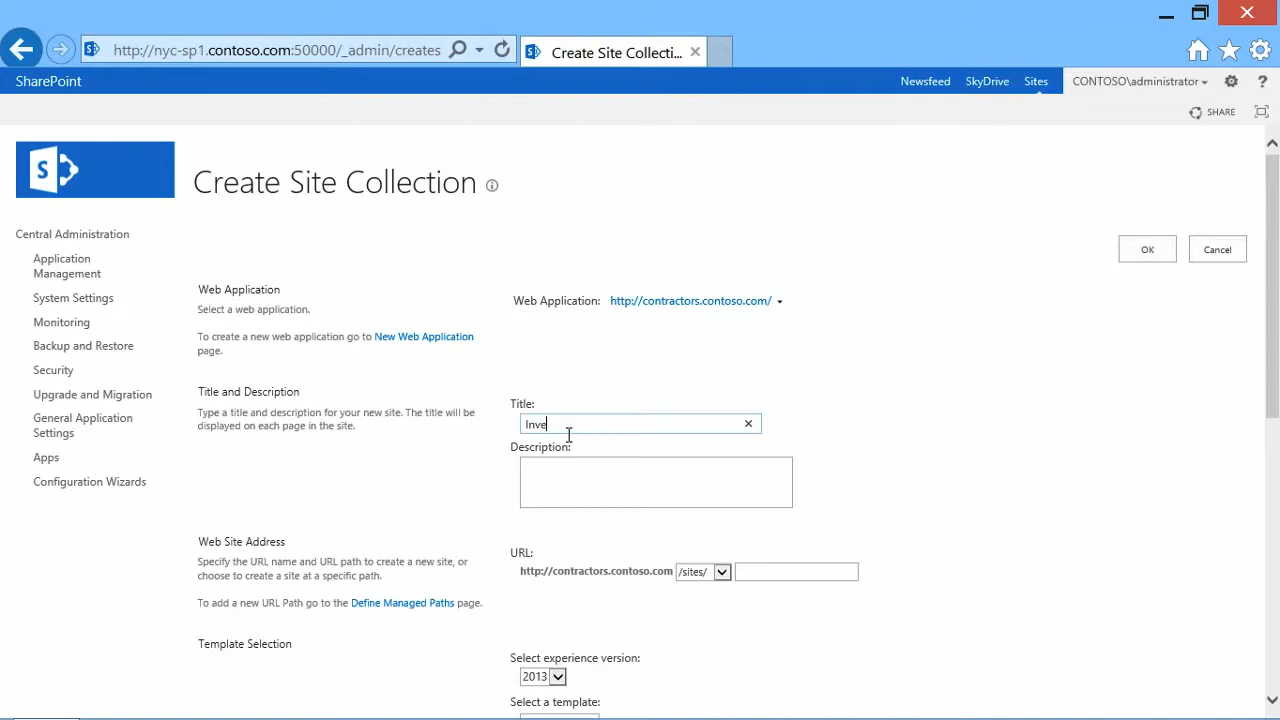 http://nyc-sp1.contoso.com:50000/_admin/creates
Create Site Collecti...
SharePoint
Newsfeed
SkyDrive
Sites
CONTOSO\administrator
?
SHARE
S
Create Site Collection
Central Administration
Application
Management
System Settings
Monitoring
Backup and Restore
Security
Upgrade and Migration
General Application
Settings
Apps
Configuration Wizards
OK
Cancel
Web Application
Select a web application.
To create a new web application go to New Web Application
page.
Web Application: http://contractors.contoso.com/
Title and Description
Type a title and description for your new site. The title will be
displayed on each page in the site.
Title:
Inve
Description:
Web Site Address
Specify the URL name and URL path to create a new site, or
choose to create a site at a specific path.
To add a new URL Path go to the Define Managed Paths page.
URL:
http://contractors.contoso.com /sites/
Template Selection
Select experience version:
2013
Select a template: